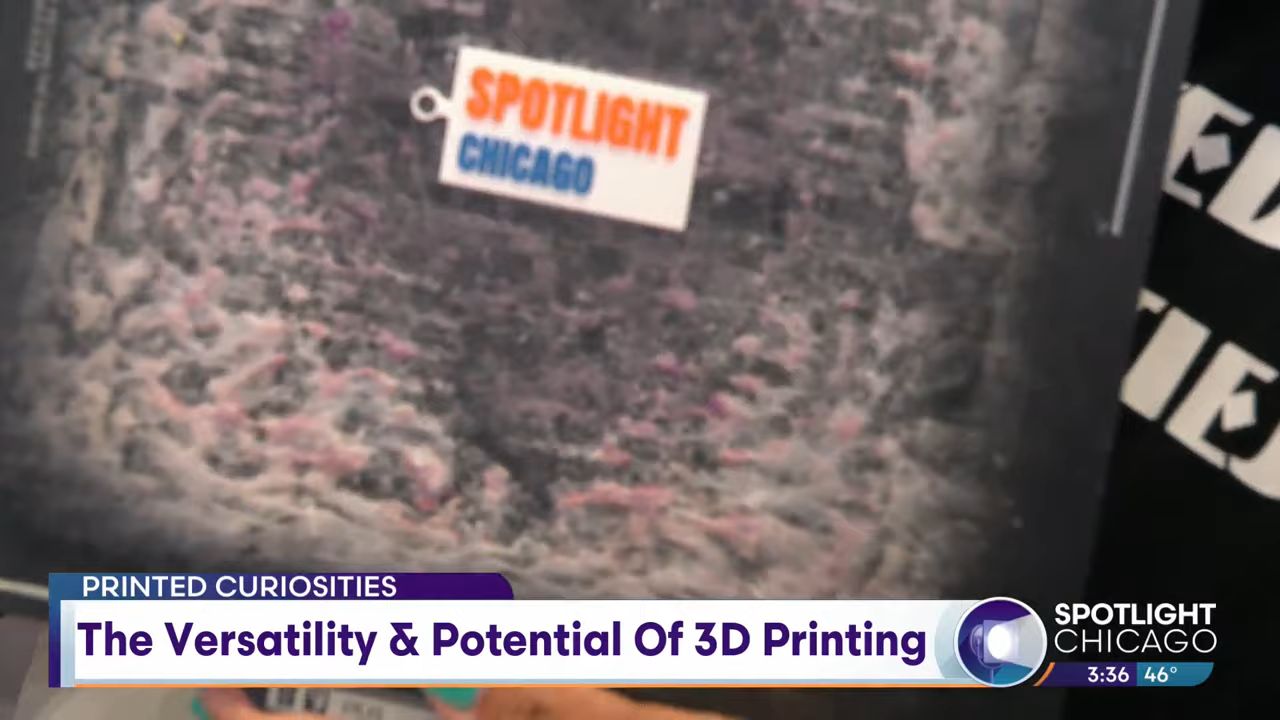 SPOTLIGHT
CHICAGO
PRINTED CURIOSITIES
The Versatility & Potential Of 3D Printing
SPOTLIGHT
CHICAGO
3:36 46°